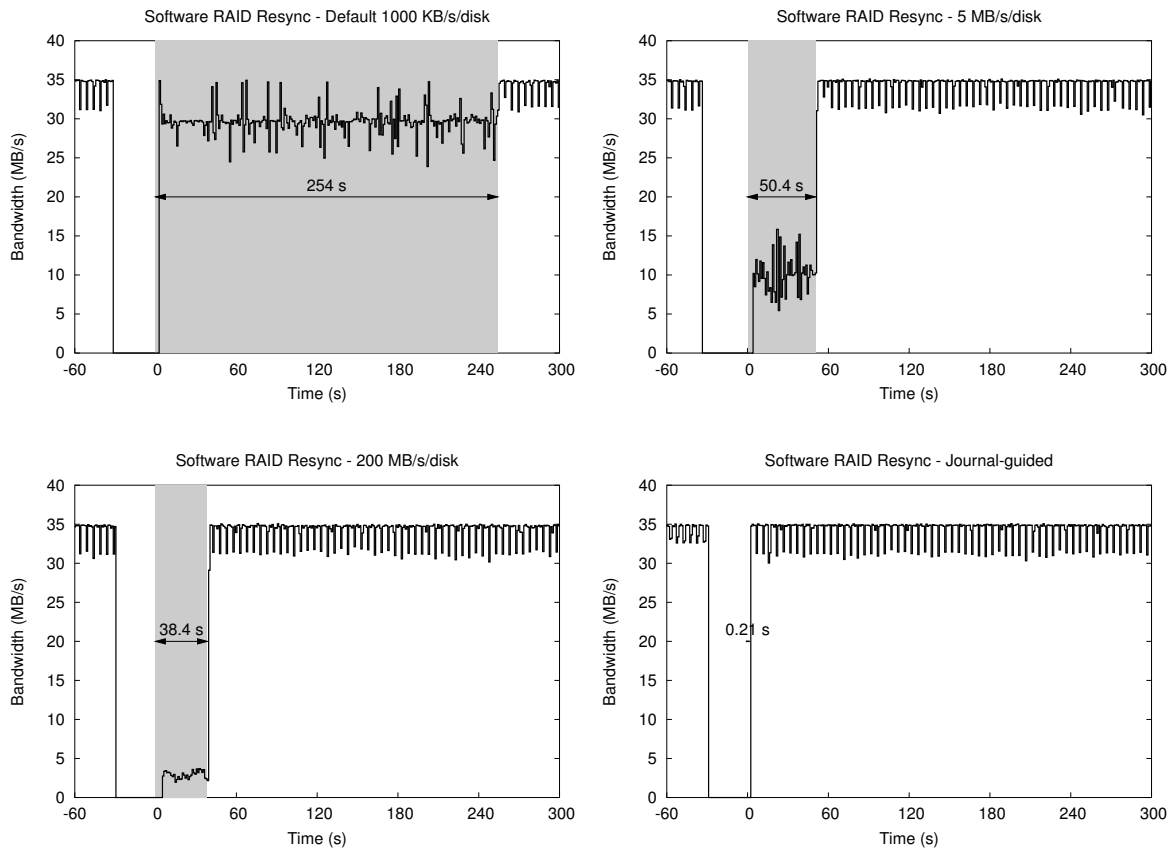 Software RAID Resync - Default 1000 KB/s/disk
Bandwidth (MB/s)
40
35
30
25
20
15
10
5
0
254 s
-60 0 60 120 180 240 300
Time (s)
Software RAID Resync - 5 MB/s/disk
Bandwidth (MB/s)
40
35
30
25
20
15
10
5
0
50.4 s
-60 0 60 120 180 240 300
Time (s)
Software RAID Resync - 200 MB/s/disk
Bandwidth (MB/s)
40
35
30
25
20
15
10
5
0
38.4 s
-60 0 60 120 180 240 300
Time (s)
Software RAID Resync - Journal-guided
Bandwidth (MB/s)
40
35
30
25
20
15
10
5
0
0.21 s
-60 0 60 120 180 240 300
Time (s)